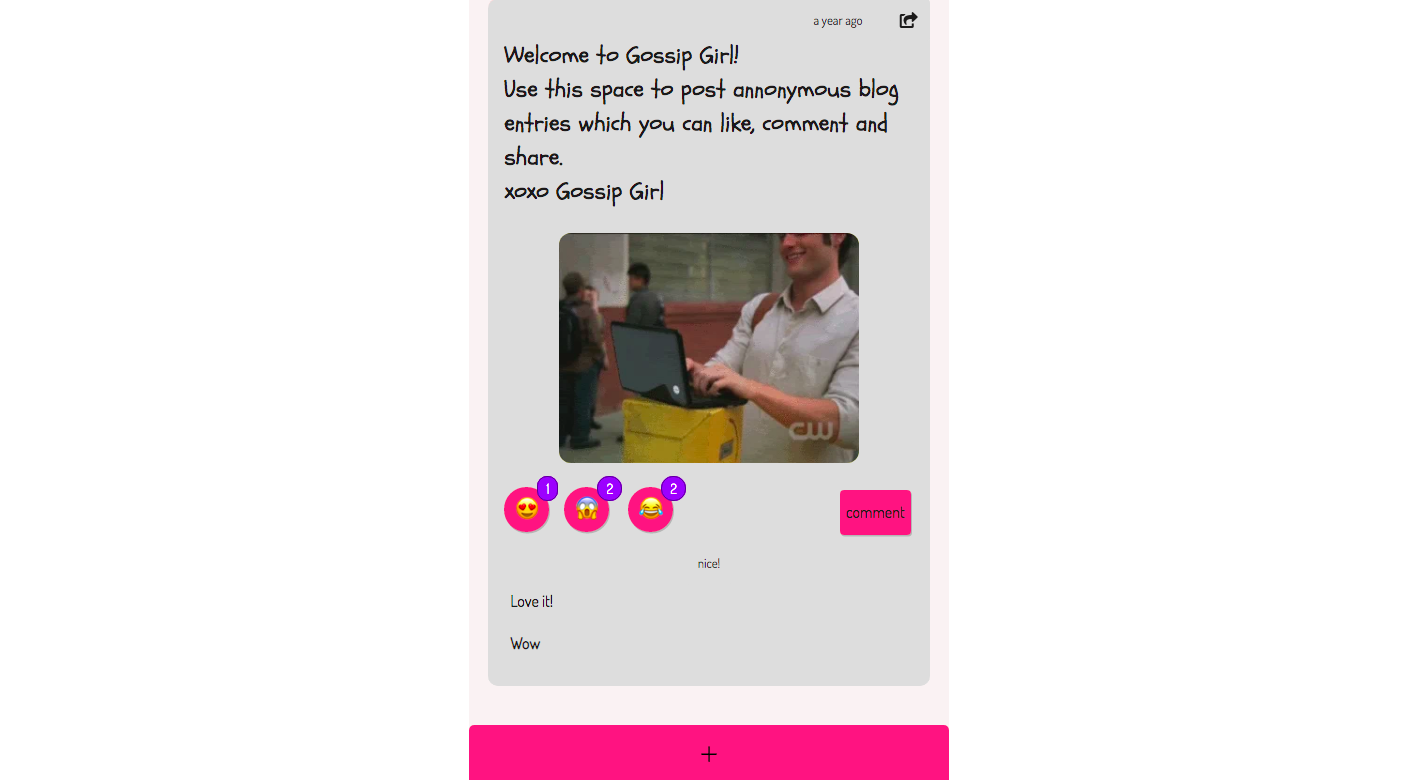 a year ago
Welcome to Gossip Girl!
Use this space to post annonymous blog
entries which you can like, comment and
share.
xoxo Gossip Girl
CW
1
2
2
comment
nice!
Love it!
Wow
+